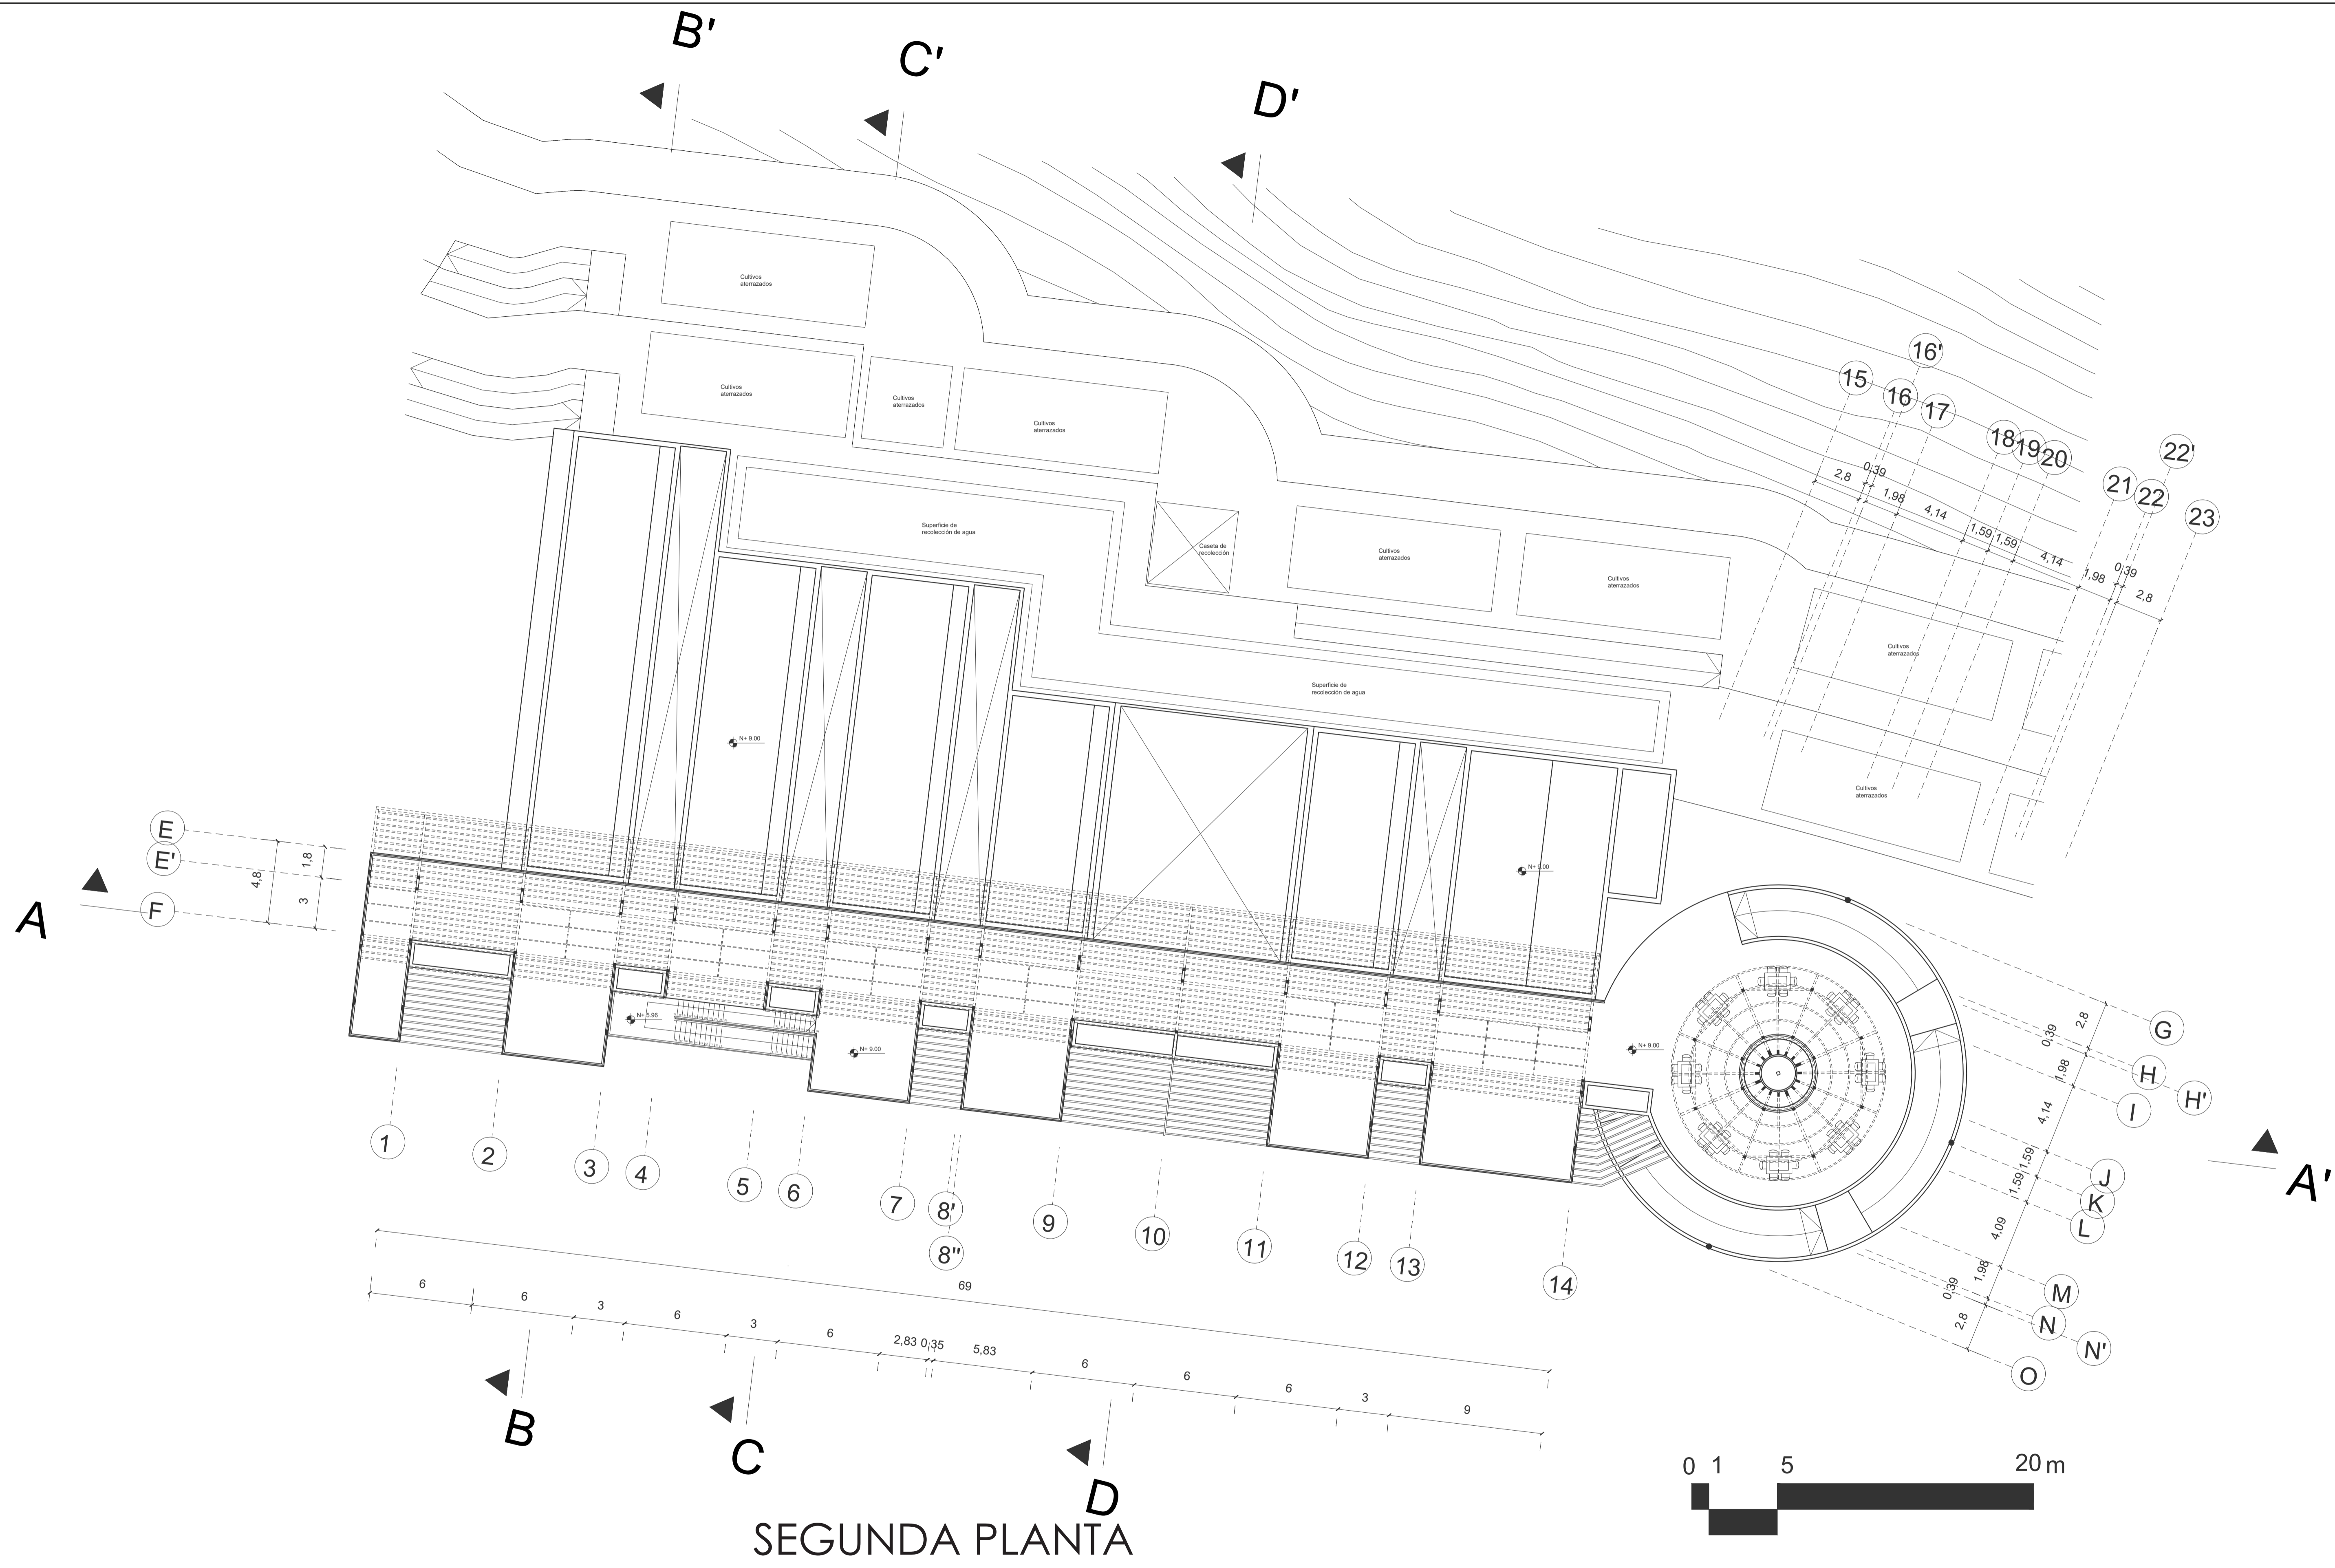 B'
C'
D'
Cultivos
aterrazados
Cultivos
aterrazados
Cultivos
aterrazados
Cultivos
aterrazados
Superficie de
recolección de agua
Caseta de
recolección
Cultivos
aterrazados
Cultivos
aterrazados
Superficie de
recolección de agua
Cultivos
aterrazados
Cultivos
aterrazados
15
16
16'
17
18
19
20
21
22
22'
23
2,8
0,39
1,98
4,14
1,59
1,59
4,14
1,98
0,39
2,8
N+ 9.00
N+ 9.00
N+ 5.96
N+ 9.00
N+ 9.00
E
E'
F
4,8
1,8
3
A
G
H
H'
I
J
K
L
M
N
N'
O
2,8
0,39
1,98
4,14
1,59
1,59
4,09
1,98
0,39
2,8
A'
1
2
3
4
5
6
7
8'
8"
9
10
11
12
13
14
69
6
6
3
6
3
6
2,83
0,35
5,83
6
6
6
3
9
B
C
D
0 1 5 20 m
SEGUNDA PLANTA